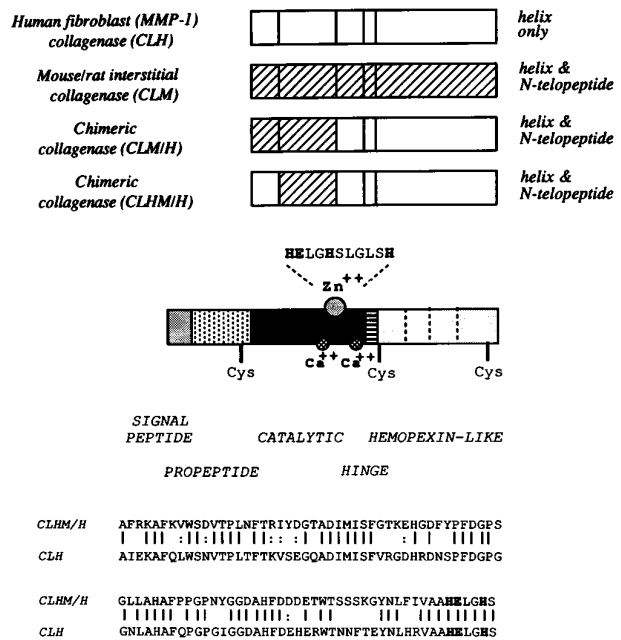 Human fibroblast (MMP-1)
collagenase (CLH)
helix
only
Mouse/rat interstitial
collagenase (CLM)
helix &
N-telopeptide
Chimeric
collagenase (CLM/H)
helix &
N-telopeptide
Chimeric
collagenase (CLHM/H)
helix &
N-telopeptide
HELGHSLGLSH
Zn++
Cys Ca++ Ca++ Cys Cys
SIGNAL
PEPTIDE CATALYTIC HEMOPEXIN-LIKE
PROPEPTIDE HINGE
CLHM/H AFRKAFKVWSDVTPLNFTRIYDGTADIMISFGTKEHGDFYPFDGPS
CLH AIEKAFQLWSNVTPLTFTKVSEGQADIMISFVRGDHRDNSPFDGPG
CLHM/H GLLAHAFPPGPNYGGDAHFDDDETWTSSSKGYNLFIVAAHELGHS
CLH GNLAHAFQPGPGIGGDAHFDEHERWTNNFTEYNLHRVAAHELGHS